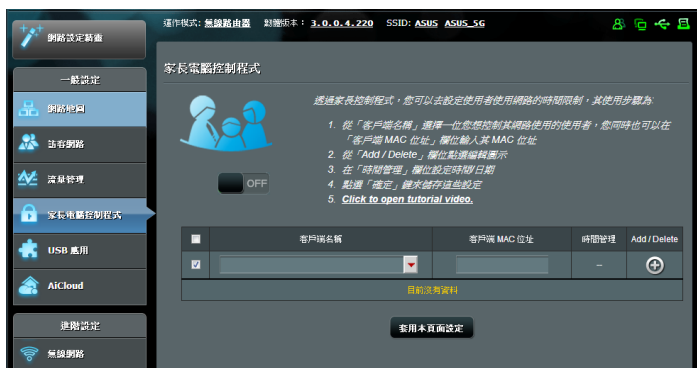 運作模式: 無線路由器 韌體版本: 3.0.0.4.220 SSID: ASUS ASUS_5G
網路設定精靈
一般設定
網路地圖
訪客網路
流量管理
家長電腦控制程式
USB 應用
AiCloud
進階設定
無線網路
家長電腦控制程式
OFF
透過家長控制程式,您可以去設定使用者使用網路的時間限制,其使用步驟為:
1. 從「客戶端名稱」選擇一位您想控制其網路使用的使用者,您同時也可以在
「客戶端 MAC 位址」欄位輸入其 MAC 位址
2. 從「Add / Delete」欄位點選編輯圖示
3. 在「時間管理」欄位設定時間/日期
4. 點選「確定」鍵來儲存這些設定
5. Click to open tutorial video.
客戶端名稱 客戶端 MAC 位址 時間管理 Add / Delete
–
目前沒有資料
套用本頁面設定